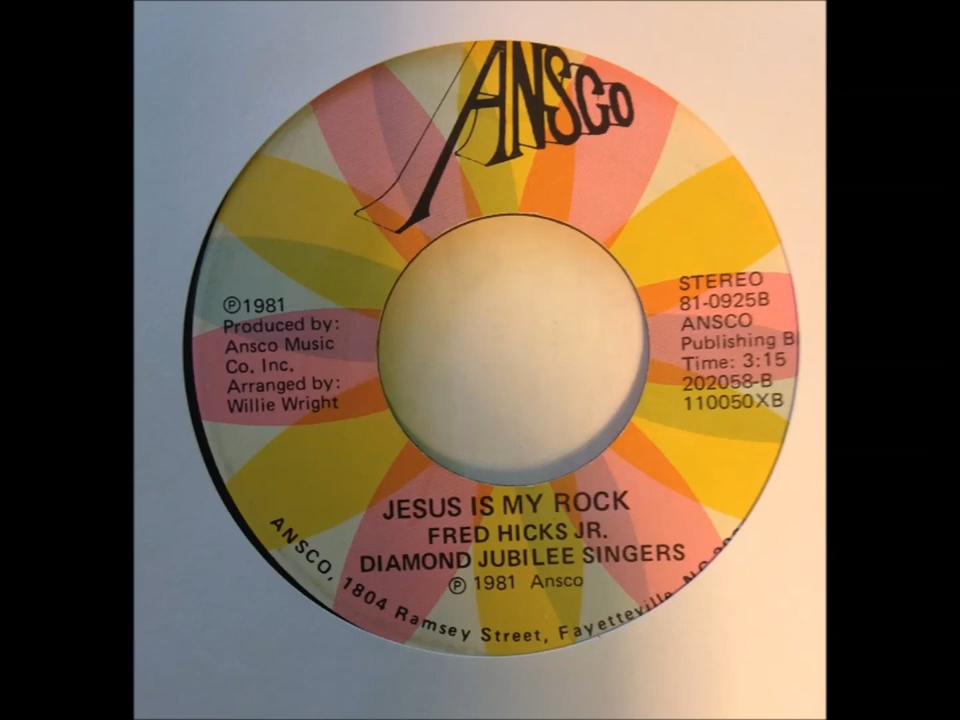 ANSCO
℗1981
Produced by:
Ansco Music
Co. Inc.
Arranged by:
Willie Wright
STEREO
81-0925B
ANSCO
Publishing B
Time: 3:15
202058-B
110050XB
JESUS IS MY ROCK
FRED HICKS JR.
DIAMOND JUBILEE SINGERS
℗ 1981 Ansco
ANSCO, 1804 Ramsey Street, Fayetteville, NC